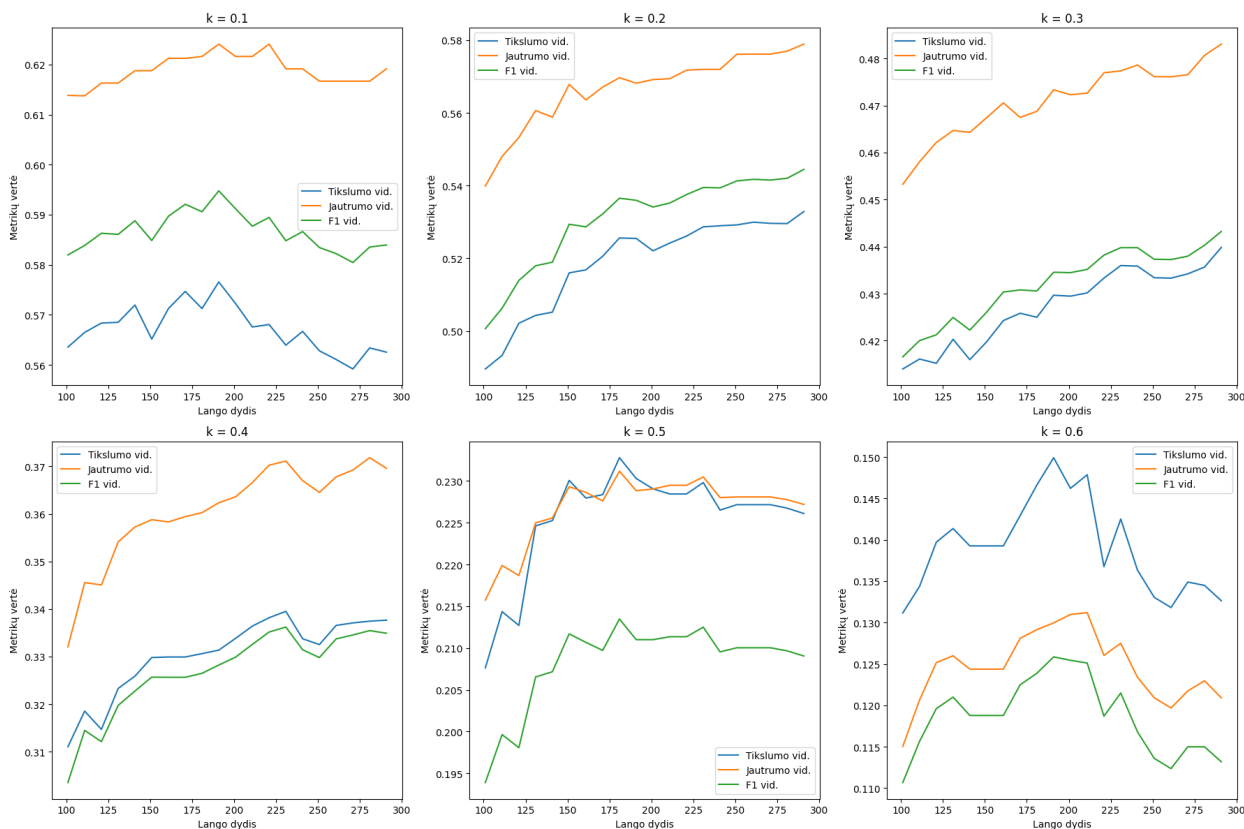 k = 0.1
Metrikų vertė
0.62
0.61
0.60
0.59
0.58
0.57
0.56
Tikslumo vid.
Jautrumo vid.
F1 vid.
100 125 150 175 200 225 250 275 300
Lango dydis
k = 0.2
Metrikų vertė
0.58
0.56
0.54
0.52
0.50
Tikslumo vid.
Jautrumo vid.
F1 vid.
100 125 150 175 200 225 250 275 300
Lango dydis
k = 0.3
Metrikų vertė
0.48
0.47
0.46
0.45
0.44
0.43
0.42
Tikslumo vid.
Jautrumo vid.
F1 vid.
100 125 150 175 200 225 250 275 300
Lango dydis
k = 0.4
Metrikų vertė
0.37
0.36
0.35
0.34
0.33
0.32
0.31
Tikslumo vid.
Jautrumo vid.
F1 vid.
100 125 150 175 200 225 250 275 300
Lango dydis
k = 0.5
Metrikų vertė
0.230
0.225
0.220
0.215
0.210
0.205
0.200
0.195
Tikslumo vid.
Jautrumo vid.
F1 vid.
100 125 150 175 200 225 250 275 300
Lango dydis
k = 0.6
Metrikų vertė
0.150
0.145
0.140
0.135
0.130
0.125
0.120
0.115
0.110
Tikslumo vid.
Jautrumo vid.
F1 vid.
100 125 150 175 200 225 250 275 300
Lango dydis